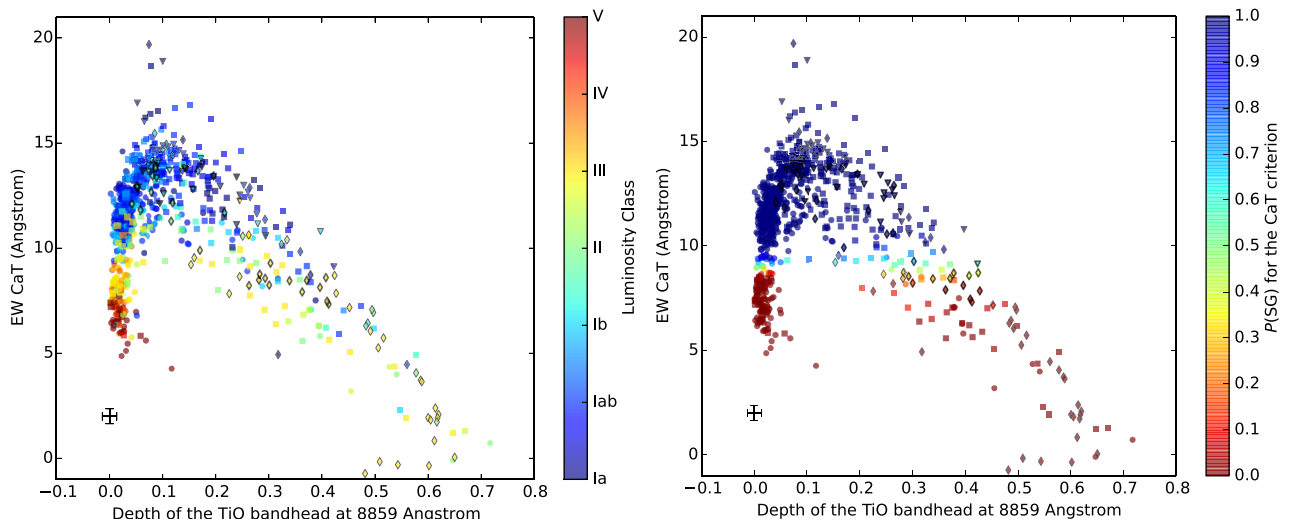 20
15
10
5
0
−0.1 0.0 0.1 0.2 0.3 0.4 0.5 0.6 0.7 0.8
EW CaT (Angstrom)
Depth of the TiO bandhead at 8859 Angstrom
V
IV
III
II
Ib
Iab
Ia
Luminosity Class
20
15
10
5
0
−0.1 0.0 0.1 0.2 0.3 0.4 0.5 0.6 0.7 0.8
EW CaT (Angstrom)
Depth of the TiO bandhead at 8859 Angstrom
1.0
0.9
0.8
0.7
0.6
0.5
0.4
0.3
0.2
0.1
0.0
P(SG) for the CaT criterion